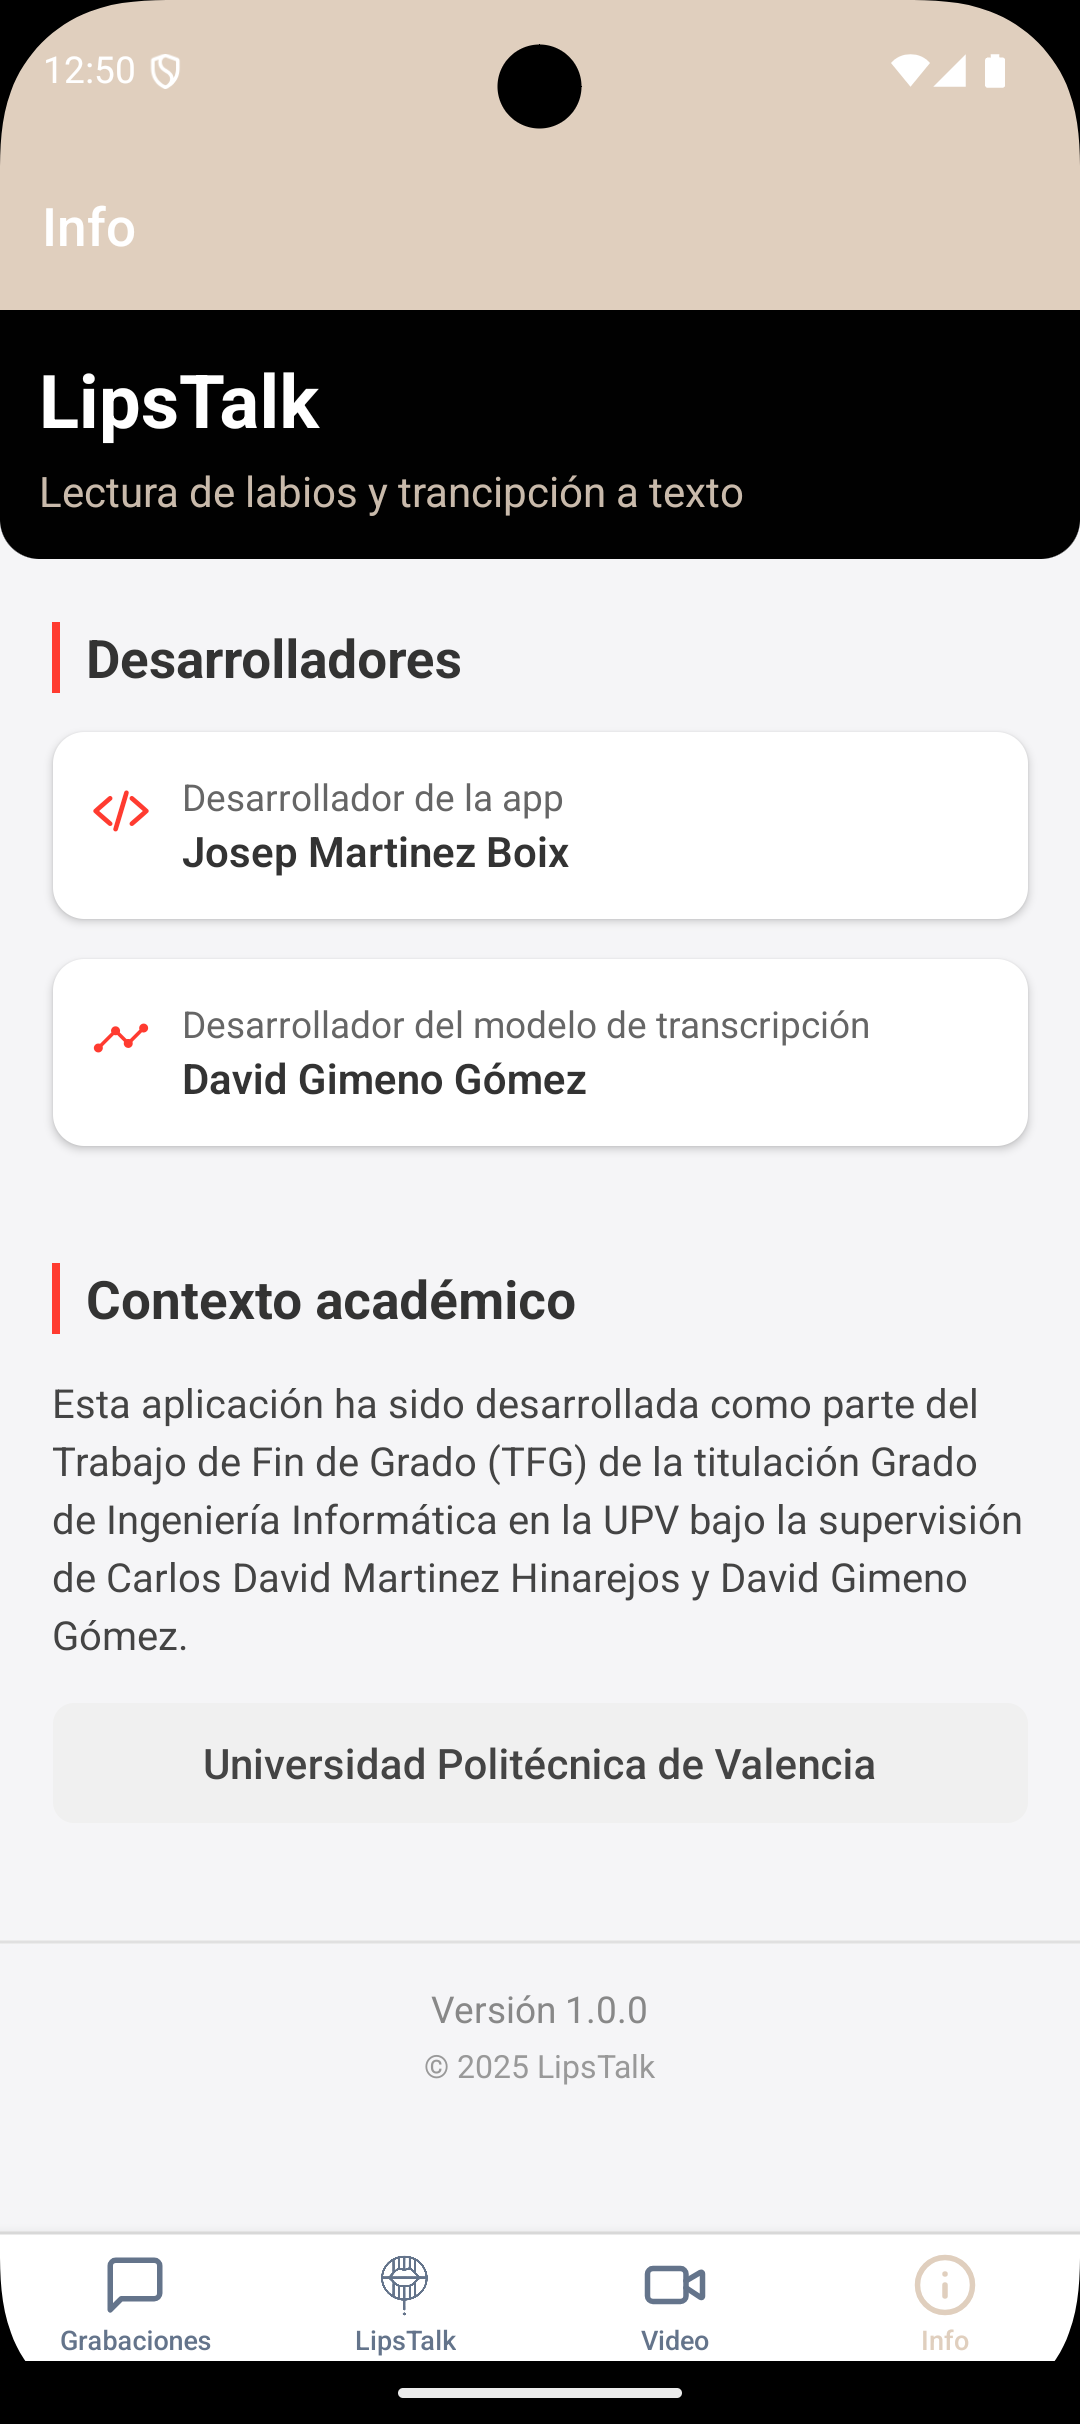 12:50
Info
LipsTalk
Lectura de labios y trancipción a texto
Desarrolladores
Desarrollador de la app
Josep Martinez Boix
Desarrollador del modelo de transcripción
David Gimeno Gómez
Contexto académico
Esta aplicación ha sido desarrollada como parte del
Trabajo de Fin de Grado (TFG) de la titulación Grado
de Ingeniería Informática en la UPV bajo la supervisión
de Carlos David Martinez Hinarejos y David Gimeno
Gómez.
Universidad Politécnica de Valencia
Versión 1.0.0
© 2025 LipsTalk
Grabaciones
LipsTalk
Video
Info